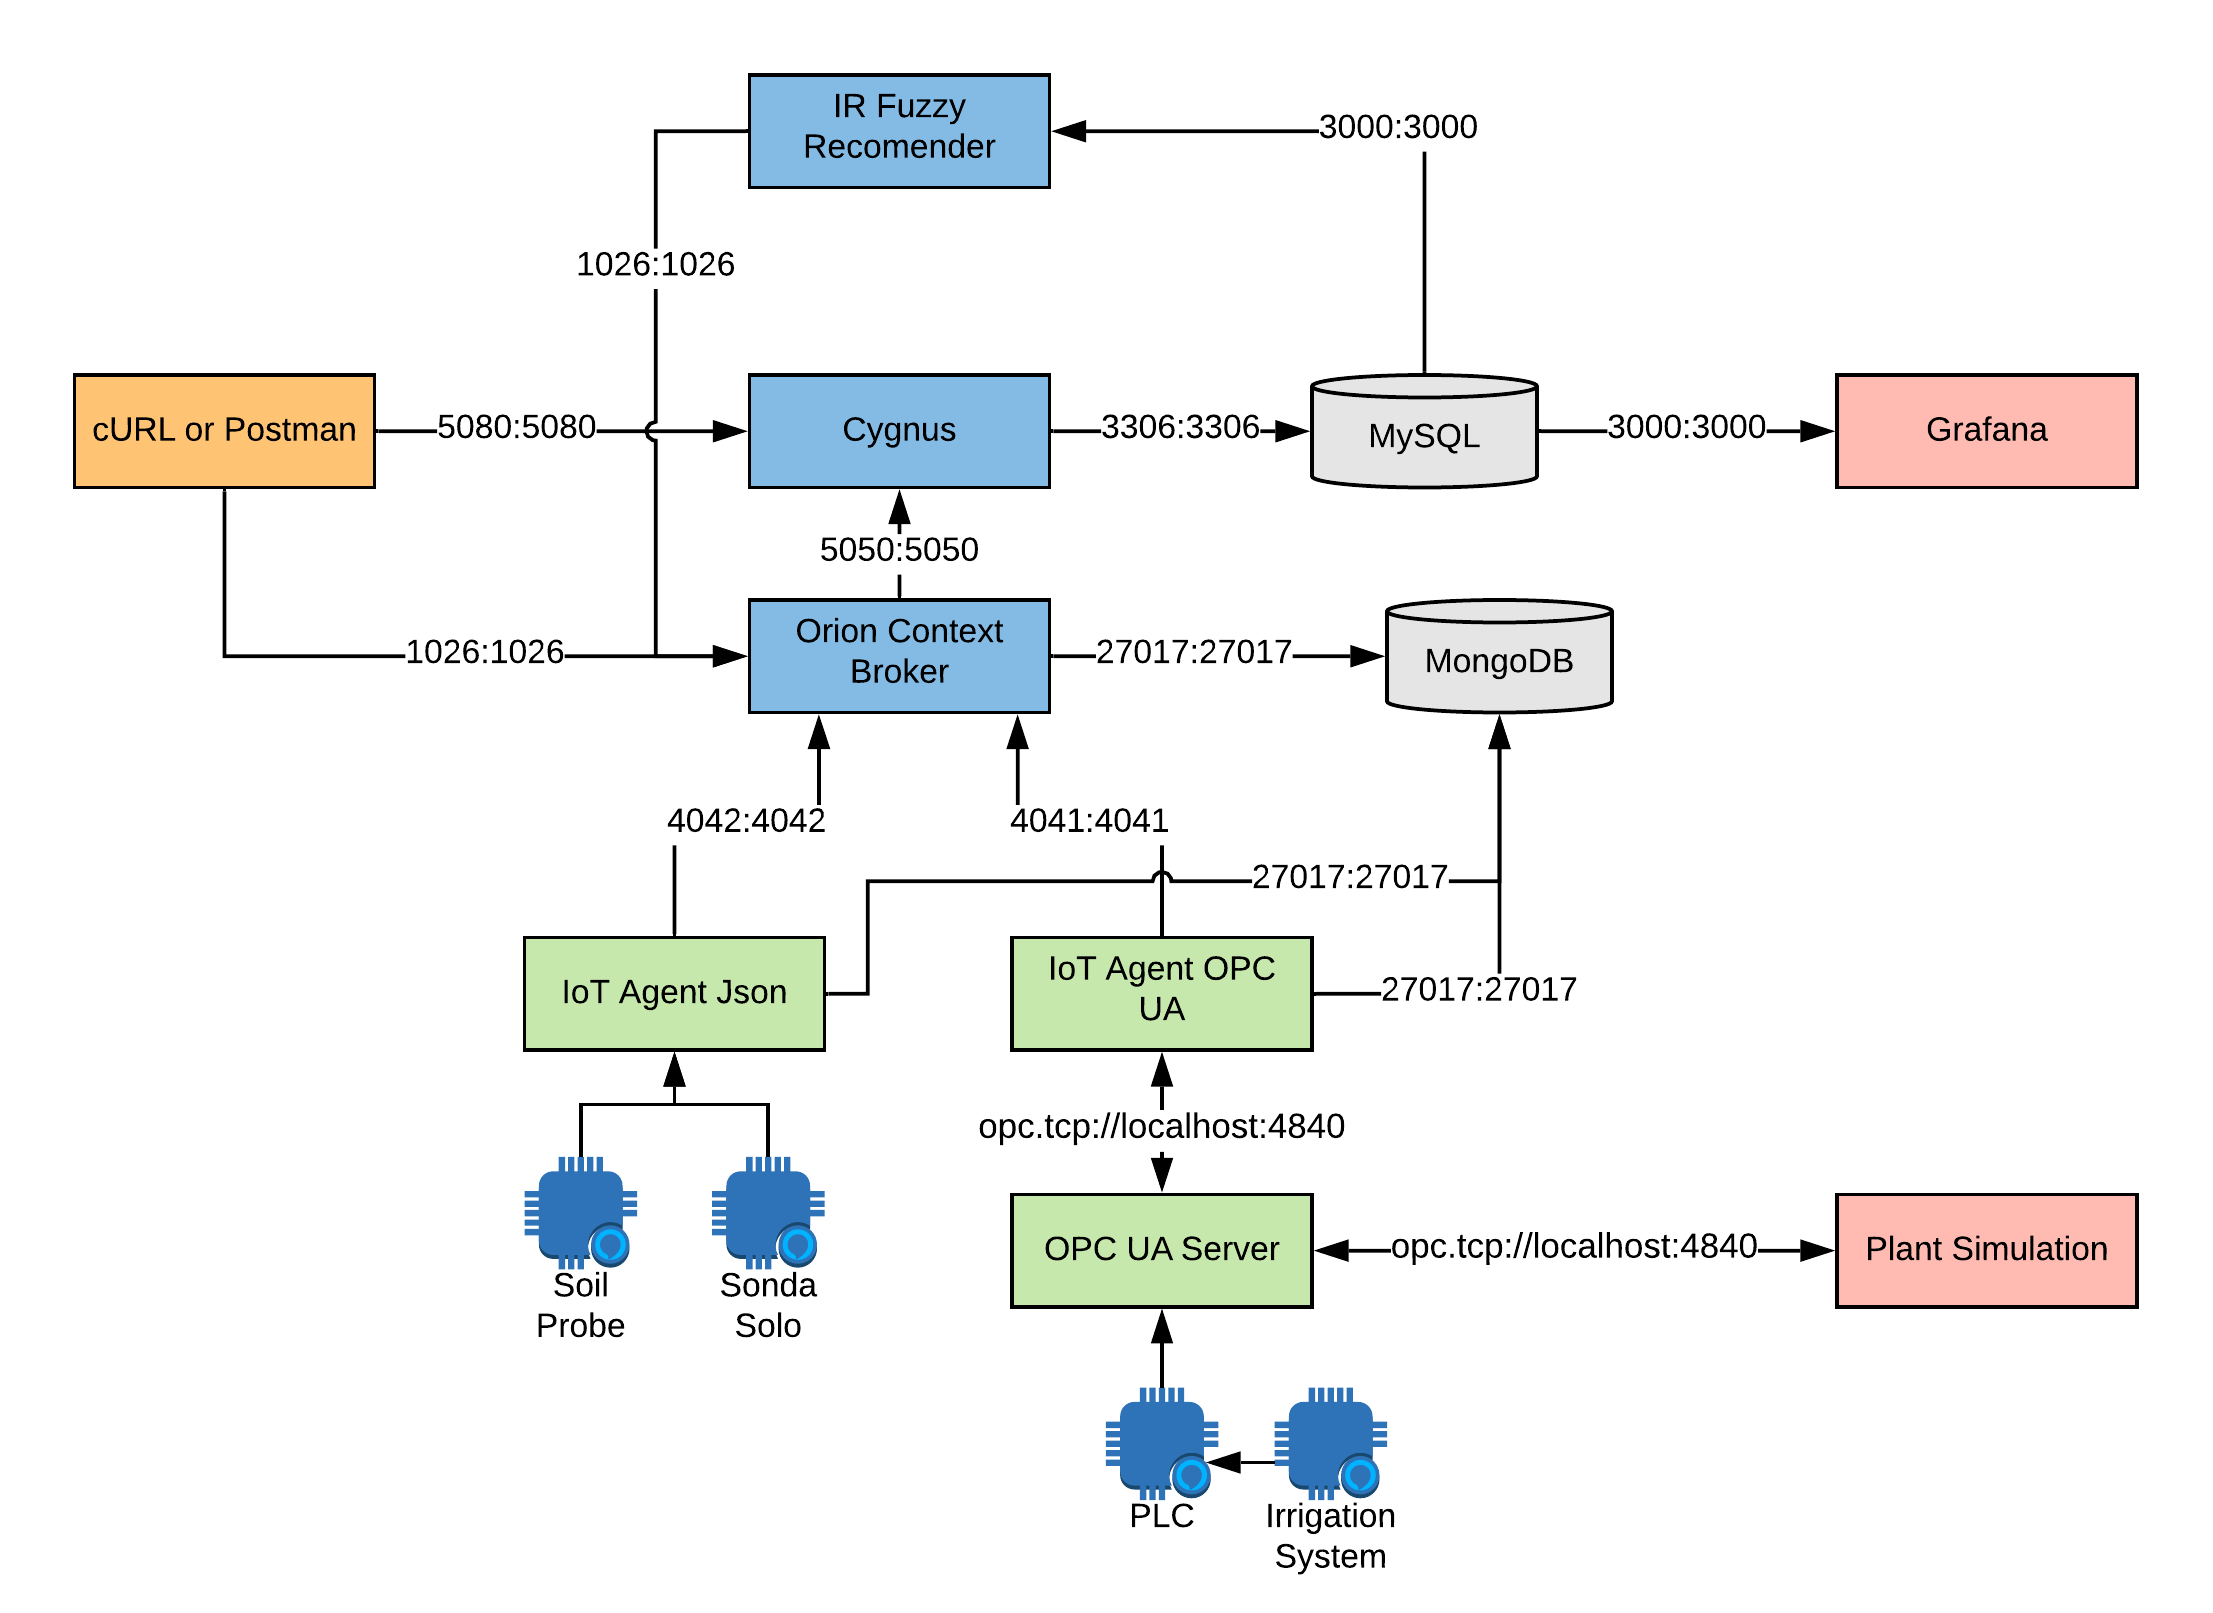 IR Fuzzy
Recomender
3000:3000
1026:1026
cURL or Postman
5080:5080
Cygnus
3306:3306
MySQL
3000:3000
Grafana
5050:5050
1026:1026
Orion Context
Broker
27017:27017
MongoDB
4042:4042
4041:4041
27017:27017
IoT Agent Json
IoT Agent OPC
UA
27017:27017
opc.tcp://localhost:4840
OPC UA Server
opc.tcp://localhost:4840
Plant Simulation
Soil
Probe
Sonda
Solo
PLC
Irrigation
System